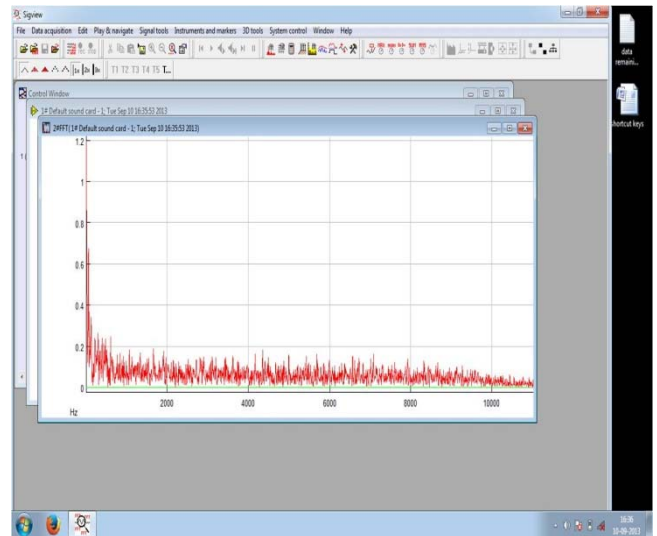 Sigview
File Data acquisition Edit Play & navigate Signal tools Instruments and markers 3D tools System control Window Help
T1 T2 T3 T4 T5 T...
data
remaini...
Control Window
1# Default sound card - 1; Tue Sep 10 16:35:53 2013
2#FFT(1# Default sound card - 1; Tue Sep 10 16:35:53 2013)
shortcut keys
1.2
1
0.8
0.6
0.4
0.2
0
Hz
2000
4000
6000
8000
10000
16:36
10-09-2013